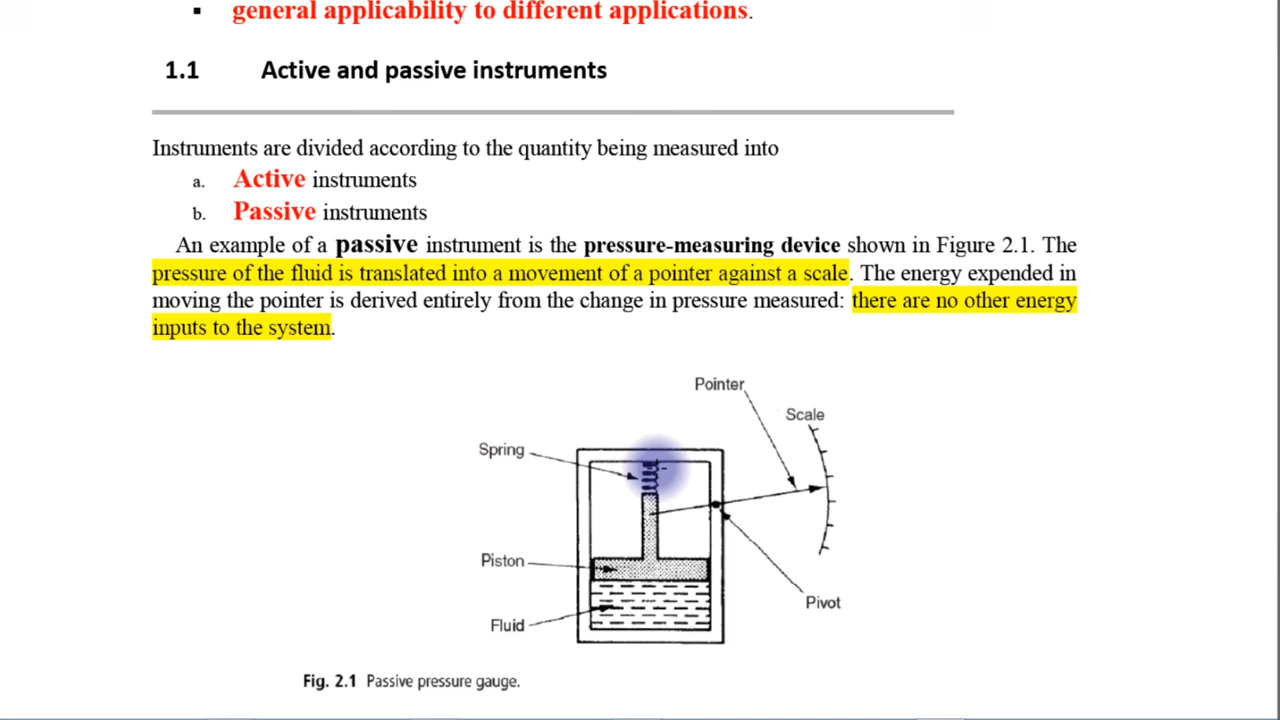 ▪ general applicability to different applications.
1.1 Active and passive instruments
Instruments are divided according to the quantity being measured into
a. Active instruments
b. Passive instruments
An example of a passive instrument is the pressure-measuring device shown in Figure 2.1. The
pressure of the fluid is translated into a movement of a pointer against a scale. The energy expended in
moving the pointer is derived entirely from the change in pressure measured: there are no other energy
inputs to the system.
Pointer
Scale
Spring
Piston
Pivot
Fluid
Fig. 2.1 Passive pressure gauge.